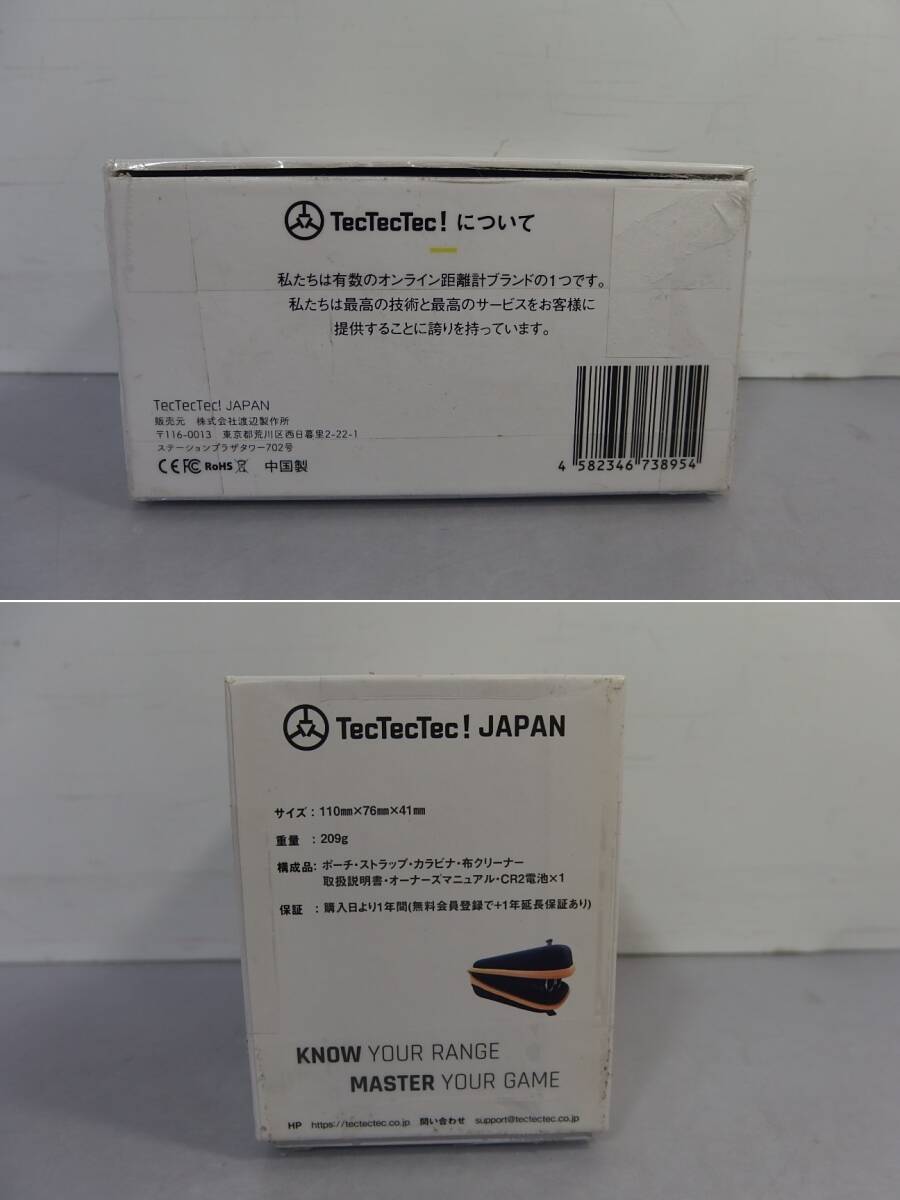 TecTecTec! について
私たちは有数のオンライン距離計ブランドの1つです。
私たちは最高の技術と最高のサービスをお客様に
提供することに誇りを持っています。
TecTecTec! JAPAN
販売元 株式会社渡辺製作所
〒116-0013 東京都荒川区西日暮里2-22-1
ステーションプラザタワー702号
CE FC RoHS 中国製
4 582346 738954
TecTecTec! JAPAN
サイズ : 110㎜×76㎜×41㎜
重量 : 209g
構成品: ポーチ・ストラップ・カラビナ・布クリーナー
取扱説明書・オーナーズマニュアル・CR2電池×1
保証 : 購入日より1年間(無料会員登録で+1年延長保証あり)
KNOW YOUR RANGE
MASTER YOUR GAME
HP https://tectectec.co.jp 問い合わせ support@tectectec.co.jp